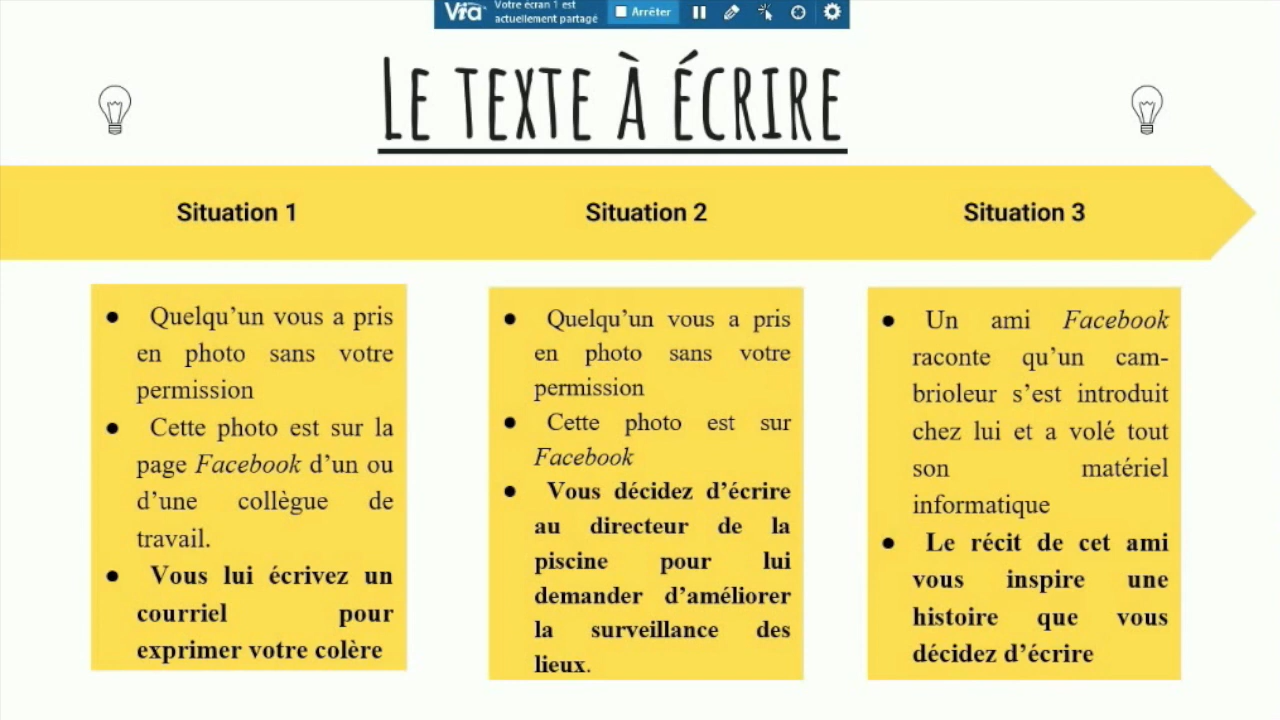 Via
Votre écran 1 est
actuellement partagé
Arrêter
LE TEXTE À ÉCRIRE
Situation 1
Situation 2
Situation 3
● Quelqu’un vous a pris
en photo sans votre
permission
● Cette photo est sur la
page Facebook d’un ou
d’une collègue de
travail.
● Vous lui écrivez un
courriel pour
exprimer votre colère
● Quelqu’un vous a pris
en photo sans votre
permission
● Cette photo est sur
Facebook
● Vous décidez d’écrire
au directeur de la
piscine pour lui
demander d’améliorer
la surveillance des
lieux.
● Un ami Facebook
raconte qu’un cam-
brioleur s’est introduit
chez lui et a volé tout
son matériel
informatique
● Le récit de cet ami
vous inspire une
histoire que vous
décidez d’écrire